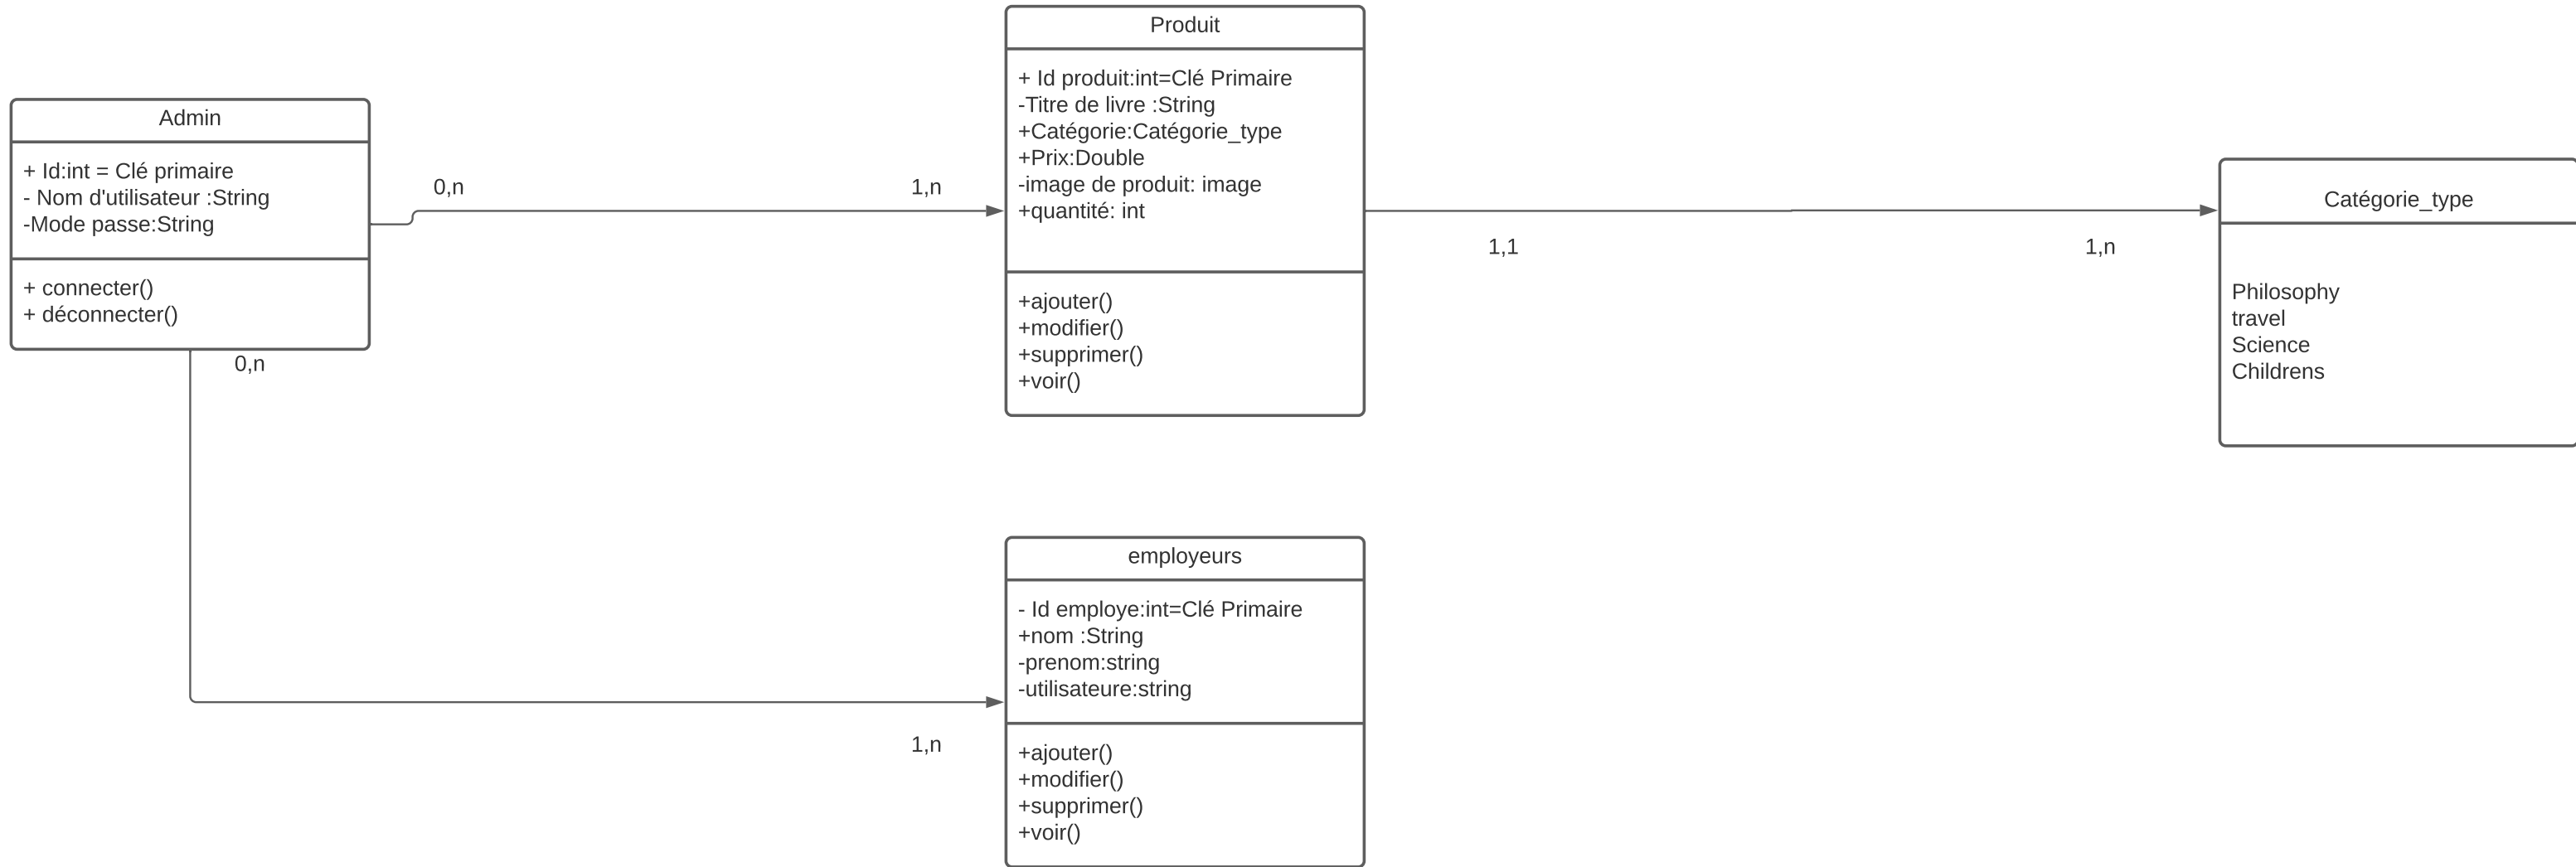 Admin
+ Id:int = Clé primaire
- Nom d'utilisateur :String
-Mode passe:String
+ connecter()
+ déconnecter()
0,n
1,n
0,n
1,n
Produit
+ Id produit:int=Clé Primaire
-Titre de livre :String
+Catégorie:Catégorie_type
+Prix:Double
-image de produit: image
+quantité: int
+ajouter()
+modifier()
+supprimer()
+voir()
1,1
1,n
Catégorie_type
Philosophy
travel
Science
Childrens
employeurs
- Id employe:int=Clé Primaire
+nom :String
-prenom:string
-utilisateure:string
+ajouter()
+modifier()
+supprimer()
+voir()